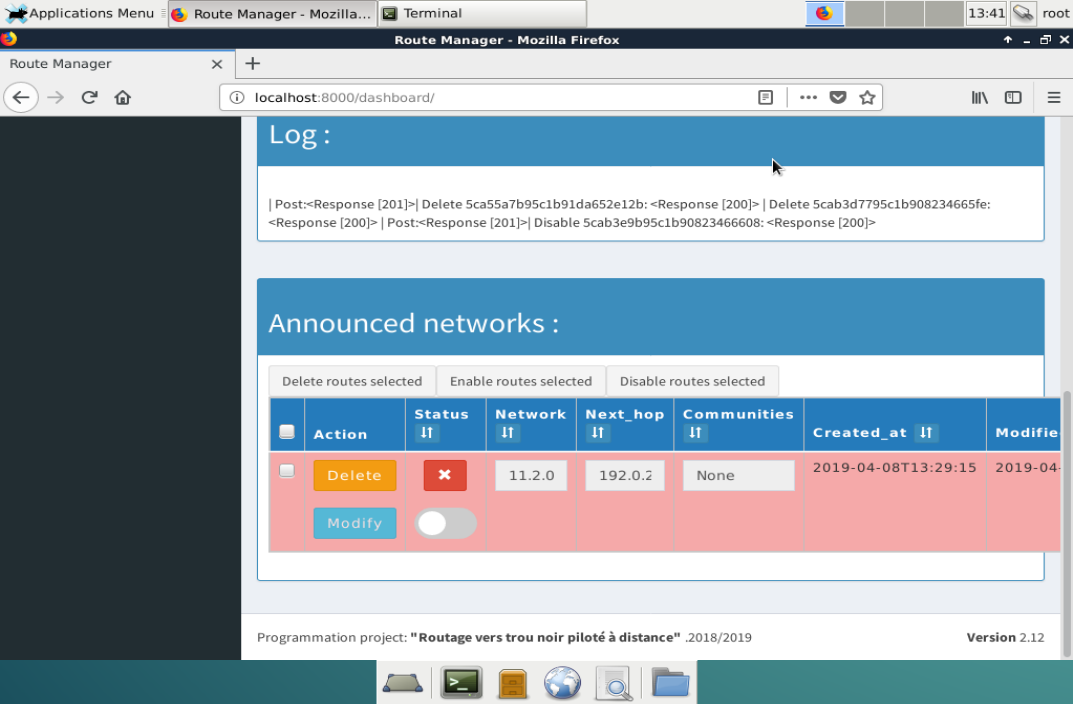 Applications Menu
Route Manager - Mozilla...
Terminal
13:41
root
Route Manager - Mozilla Firefox
Route Manager
localhost:8000/dashboard/
Log :
| Post:<Response [201]>| Delete 5ca55a7b95c1b91da652e12b: <Response [200]> | Delete 5cab3d7795c1b908234665fe:
<Response [200]> | Post:<Response [201]>| Disable 5cab3e9b95c1b90823466608: <Response [200]>
Announced networks :
Delete routes selected
Enable routes selected
Disable routes selected
Action
Status
Network
Next_hop
Communities
Created_at
Modifie
Delete
11.2.0
192.0.2
None
2019-04-08T13:29:15
2019-04-
Modify
Programmation project: "Routage vers trou noir piloté à distance" .2018/2019
Version 2.12